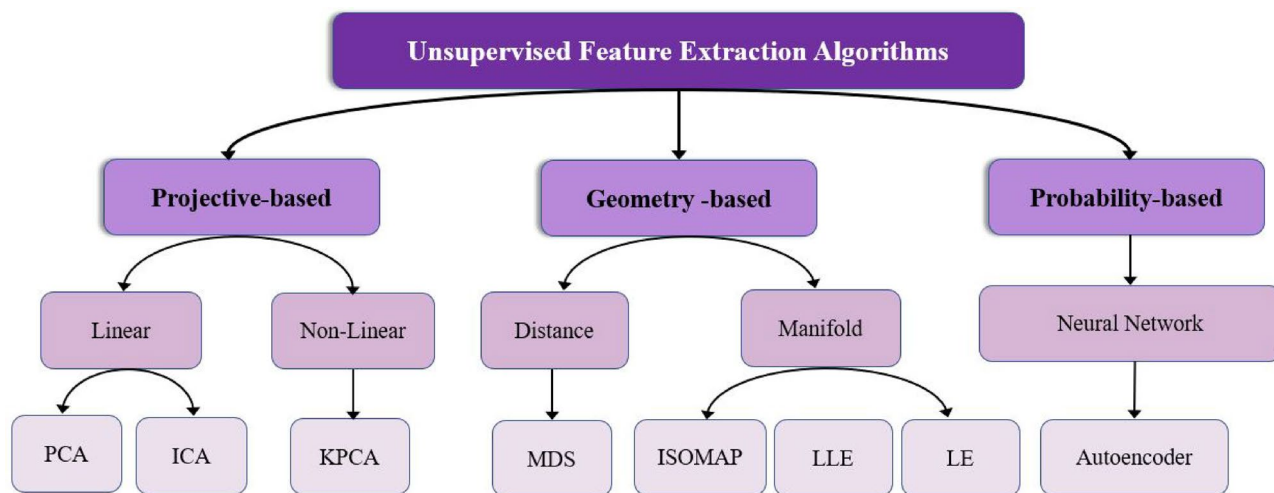 Unsupervised Feature Extraction Algorithms
Projective-based
Geometry -based
Probability-based
Linear
Non-Linear
Distance
Manifold
Neural Network
PCA
ICA
KPCA
MDS
ISOMAP
LLE
LE
Autoencoder